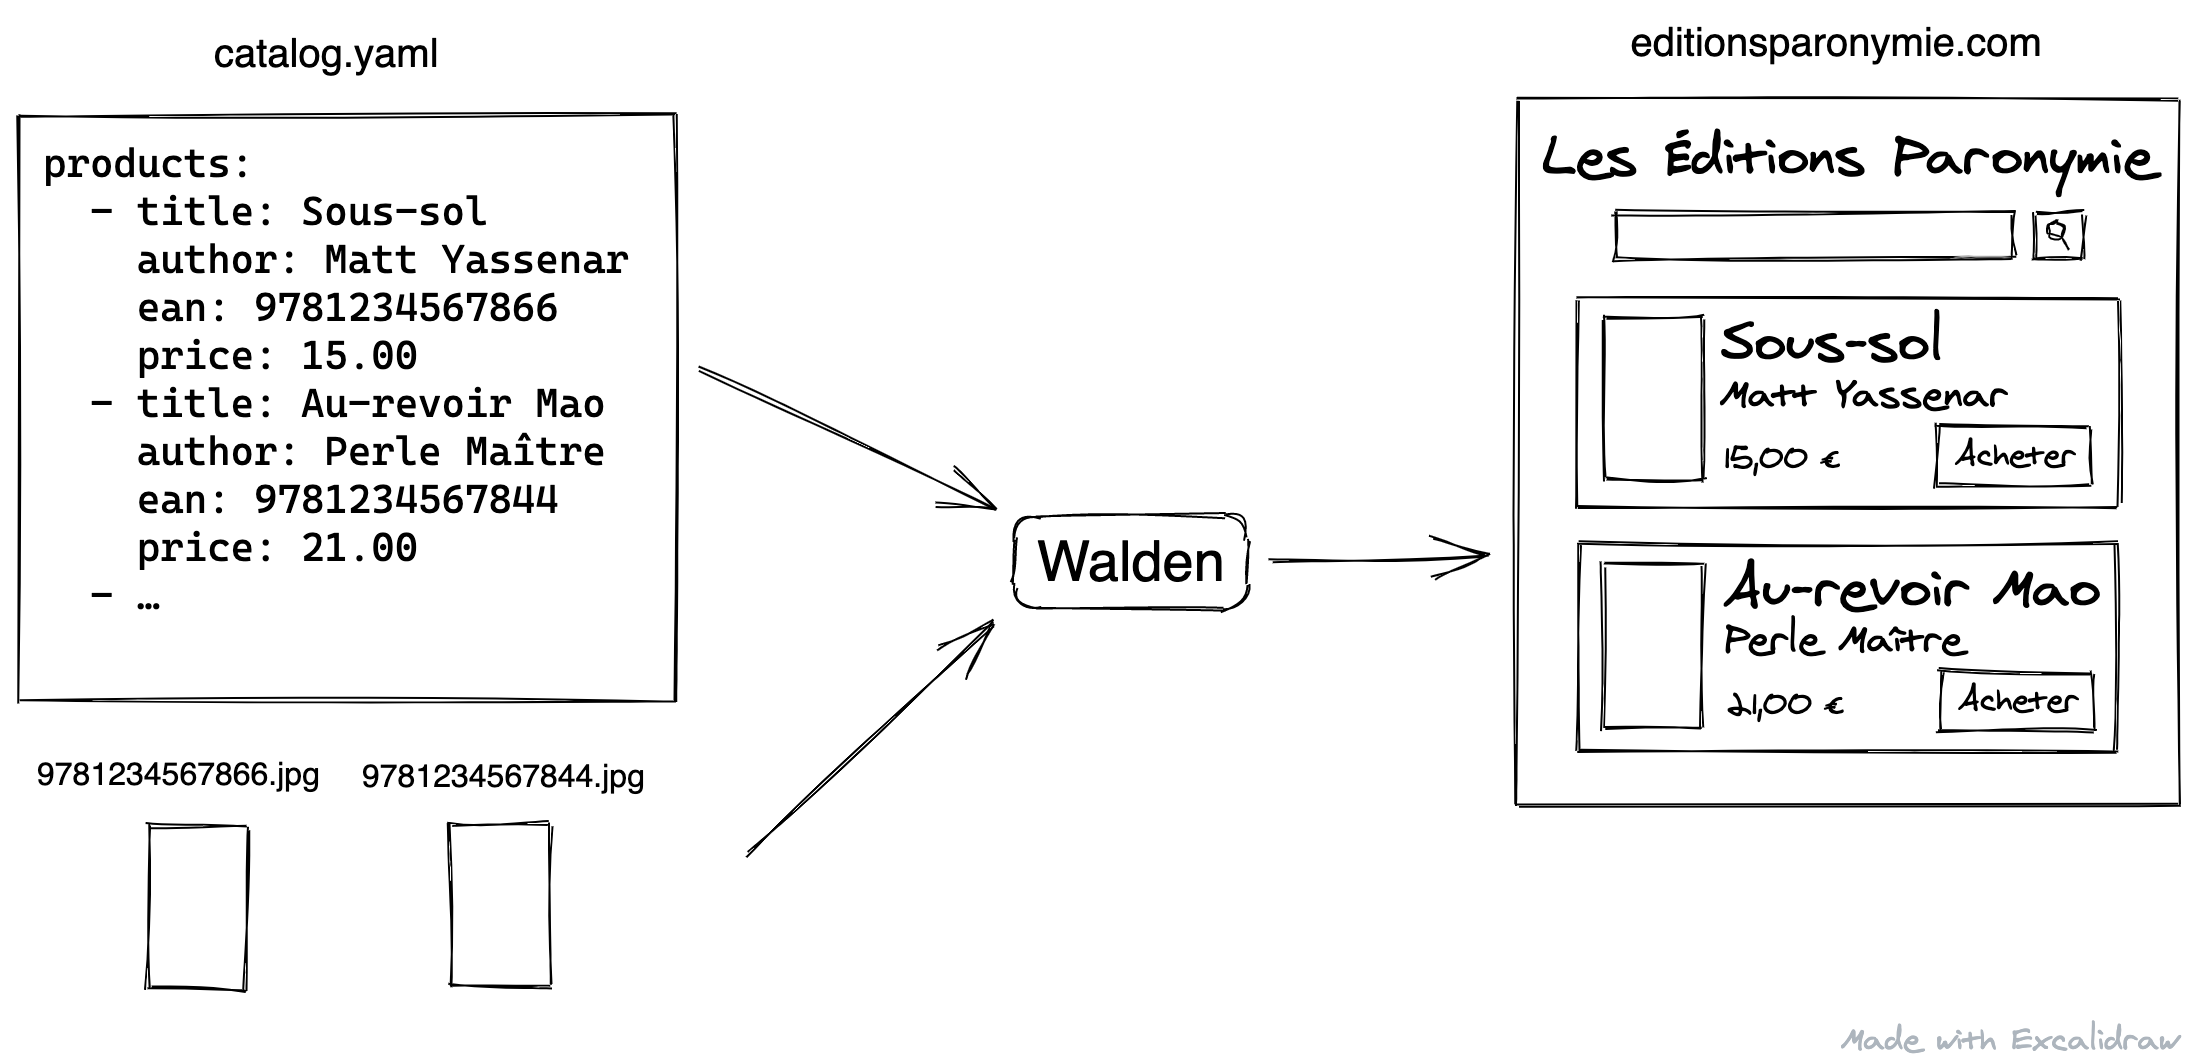 catalog.yaml
products:
- title: Sous-sol
author: Matt Yassenar
ean: 9781234567866
price: 15.00
- title: Au-revoir Mao
author: Perle Maître
ean: 9781234567844
price: 21.00
- …
9781234567866.jpg
9781234567844.jpg
Walden
editionsparonymie.com
Les Éditions Paronymie
Sous-sol
Matt Yassenar
15,00 €
Acheter
Au-revoir Mao
Perle Maître
21,00 €
Acheter
Made with Excalidraw